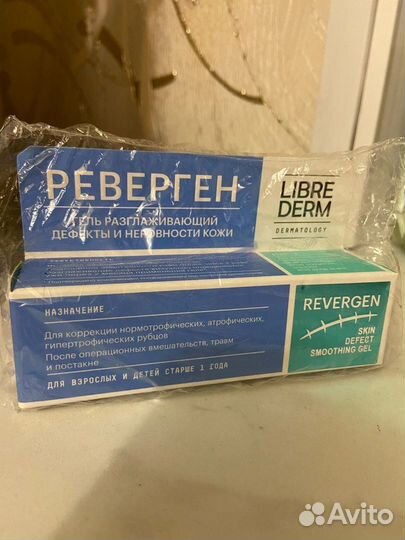 РЕВЕРГЕН
ГЕЛЬ РАЗГЛАЖИВАЮЩИЙ
ДЕФЕКТЫ И НЕРОВНОСТИ КОЖИ
LIBRE
DERM
DERMATOLOGY
НАЗНАЧЕНИЕ
Для коррекции нормотрофических, атрофических,
гипертрофических рубцов
После операционных вмешательств, травм
и постакне
ДЛЯ ВЗРОСЛЫХ И ДЕТЕЙ СТАРШЕ 1 ГОДА
REVERGEN
SKIN
DEFECT
SMOOTHING GEL
Avito